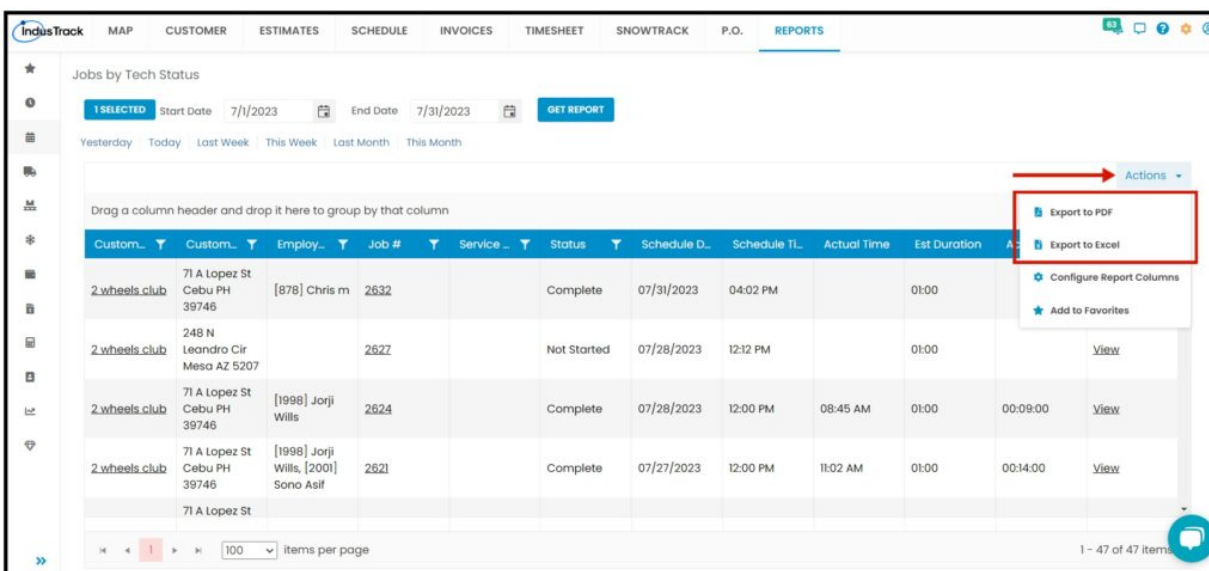 IndusTrack MAP CUSTOMER ESTIMATES SCHEDULE INVOICES TIMESHEET SNOWTRACK P.O. REPORTS 63
Jobs by Tech Status
1 SELECTED Start Date 7/1/2023 End Date 7/31/2023 GET REPORT
Yesterday Today Last Week This Week Last Month This Month
Actions
Drag a column header and drop it here to group by that column
Export to PDF
Export to Excel
Configure Report Columns
Add to Favorites
Custom... Custom... Employ... Job # Service ... Status Schedule D... Schedule Ti... Actual Time Est Duration
71 A Lopez St
2 wheels club Cebu PH [878] Chris m 2632 Complete 07/31/2023 04:02 PM 01:00
39746
248 N
2 wheels club Leandro Cir 2627 Not Started 07/28/2023 12:12 PM 01:00 View
Mesa AZ 5207
71 A Lopez St [1998] Jorji
2 wheels club Cebu PH Wills 2624 Complete 07/28/2023 12:00 PM 08:45 AM 01:00 00:09:00 View
39746
71 A Lopez St [1998] Jorji
2 wheels club Cebu PH Wills, [2001] 2621 Complete 07/27/2023 12:00 PM 11:02 AM 01:00 00:14:00 View
39746 Sono Asif
71 A Lopez St
1 100 items per page 1 - 47 of 47 items